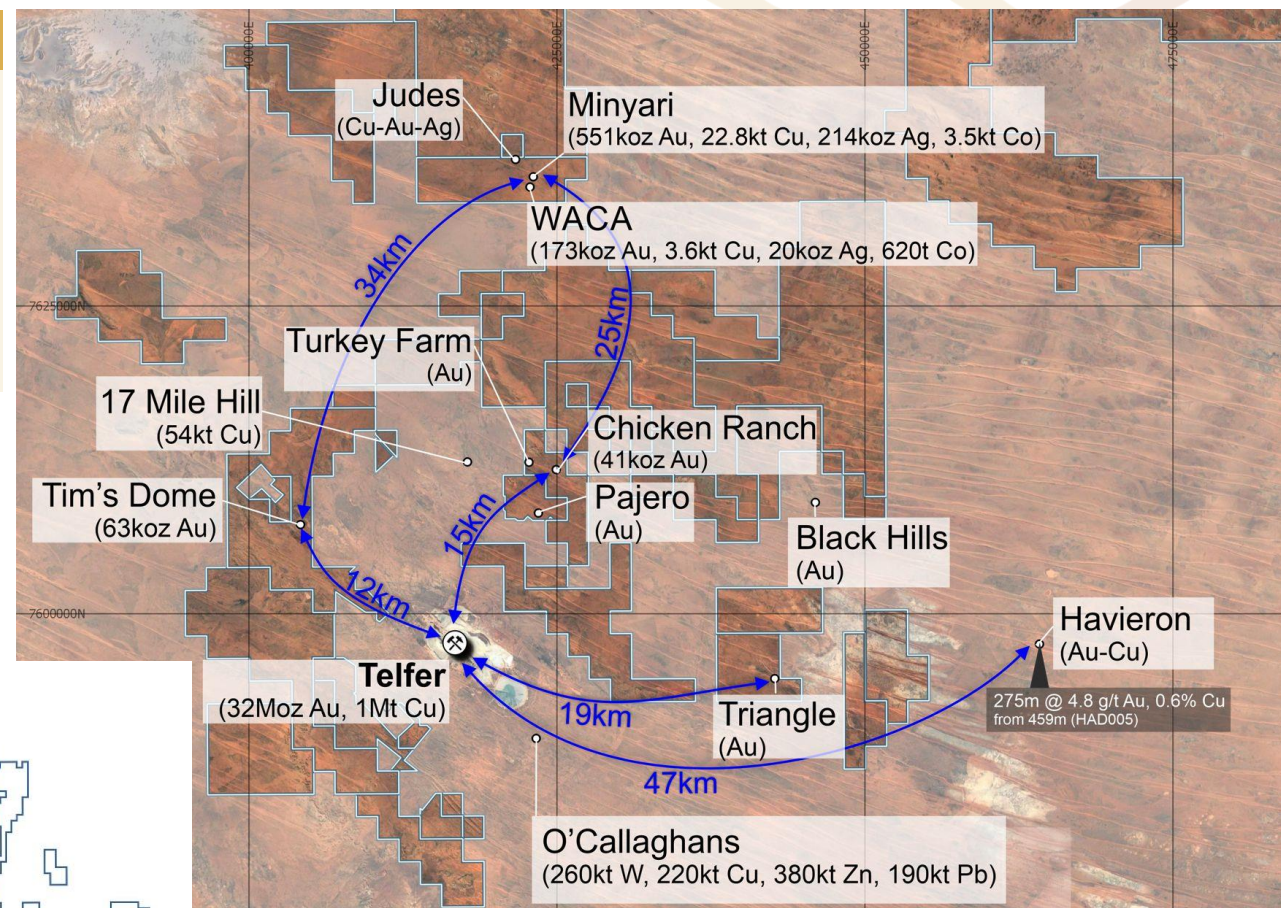 400000E
425000E
450000E
475000E
Judes
(Cu-Au-Ag)
Minyari
(551koz Au, 22.8kt Cu, 214koz Ag, 3.5kt Co)
WACA
(173koz Au, 3.6kt Cu, 20koz Ag, 620t Co)
34km
7625000N
25km
Turkey Farm
(Au)
17 Mile Hill
(54kt Cu)
Chicken Ranch
(41koz Au)
Tim's Dome
(63koz Au)
Pajero
(Au)
15km
Black Hills
(Au)
12km
7600000N
Havieron
(Au-Cu)
Telfer
(32Moz Au, 1Mt Cu)
275m @ 4.8 g/t Au, 0.6% Cu
from 459m (HAD005)
19km
Triangle
(Au)
47km
O'Callaghans
(260kt W, 220kt Cu, 380kt Zn, 190kt Pb)